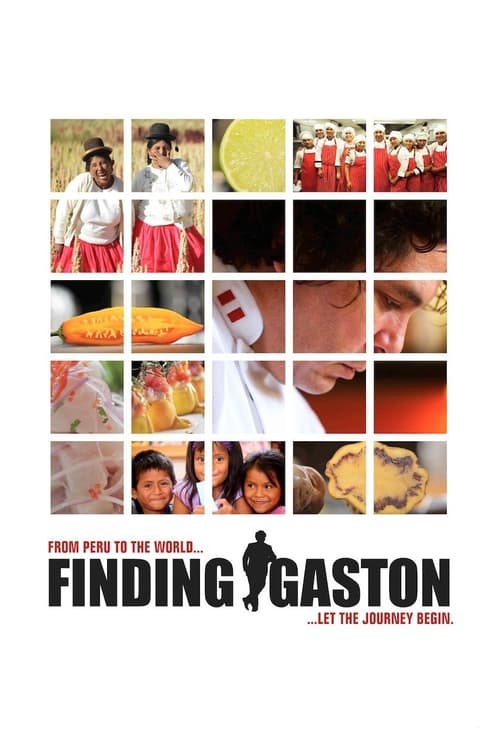 FROM PERU TO THE WORLD...
FINDING GASTON
...LET THE JOURNEY BEGIN.